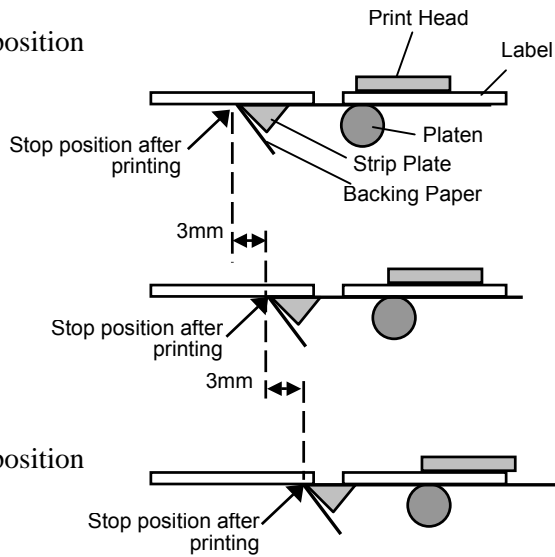 Print Head
position
Label
Platen
Stop position after
printing
Strip Plate
Backing Paper
3mm
Stop position after
printing
3mm
position
Stop position after
printing